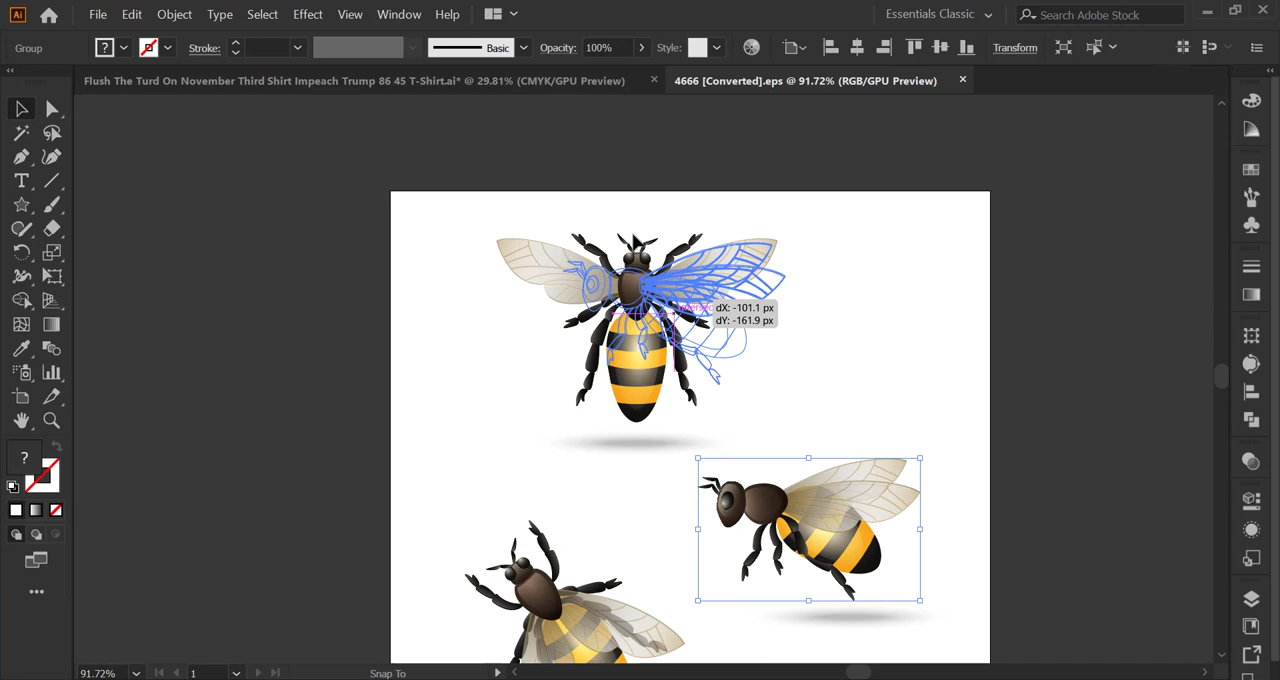 Ai File Edit Object Type Select Effect View Window Help Essentials Classic Search Adobe Stock
Group ? Stroke: Basic Opacity: 100% Style: Transform
Flush The Turd On November Third Shirt Impeach Trump 86 45 T-Shirt.ai* @ 29.81% (CMYK/GPU Preview) × 4666 [Converted].eps @ 91.72% (RGB/GPU Preview) ×
dX: -101.1 px
dY: -161.9 px
?
91.72% 1 Snap To